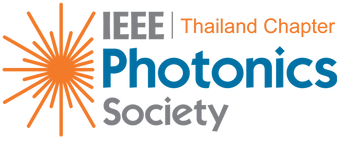 IEEE | Thailand Chapter
Photonics
Society